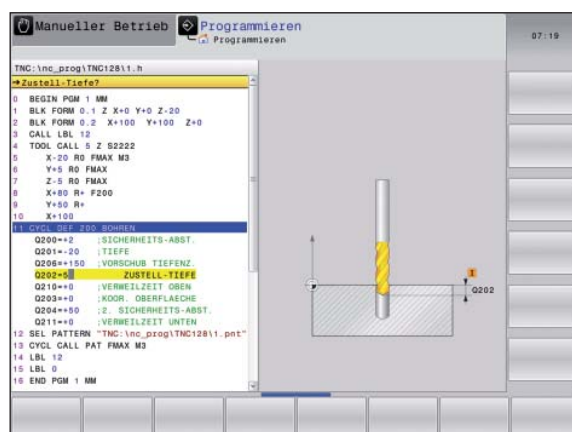 Manueller Betrieb
Programmieren
Programmieren
07:19
TNC:\nc_prog\TNC128\1.h
→Zustell-Tiefe?
0 BEGIN PGM 1 MM
1 BLK FORM 0.1 Z X+0 Y+0 Z-20
2 BLK FORM 0.2 X+100 Y+100 Z+0
3 CALL LBL 12
4 TOOL CALL 5 Z S2222
5 X-20 R0 FMAX M3
6 Y+5 R0 FMAX
7 Z-5 R0 FMAX
8 X+80 R+ F200
9 Y+50 R+
10 X+100
11 CYCL DEF 200 BOHREN
Q200=+2 ;SICHERHEITS-ABST.
Q201=-20 ;TIEFE
Q206=+150 ;VORSCHUB TIEFENZ.
Q202=5 ZUSTELL-TIEFE
Q210=+0 ;VERWEILZEIT OBEN
Q203=+0 ;KOOR. OBERFLAECHE
Q204=+50 ;2. SICHERHEITS-ABST.
Q211=+0 ;VERWEILZEIT UNTEN
12 SEL PATTERN "TNC:\nc_prog\TNC128\1.pnt"
13 CYCL CALL PAT FMAX M3
14 LBL 12
15 LBL 0
16 END PGM 1 MM
I
Q202